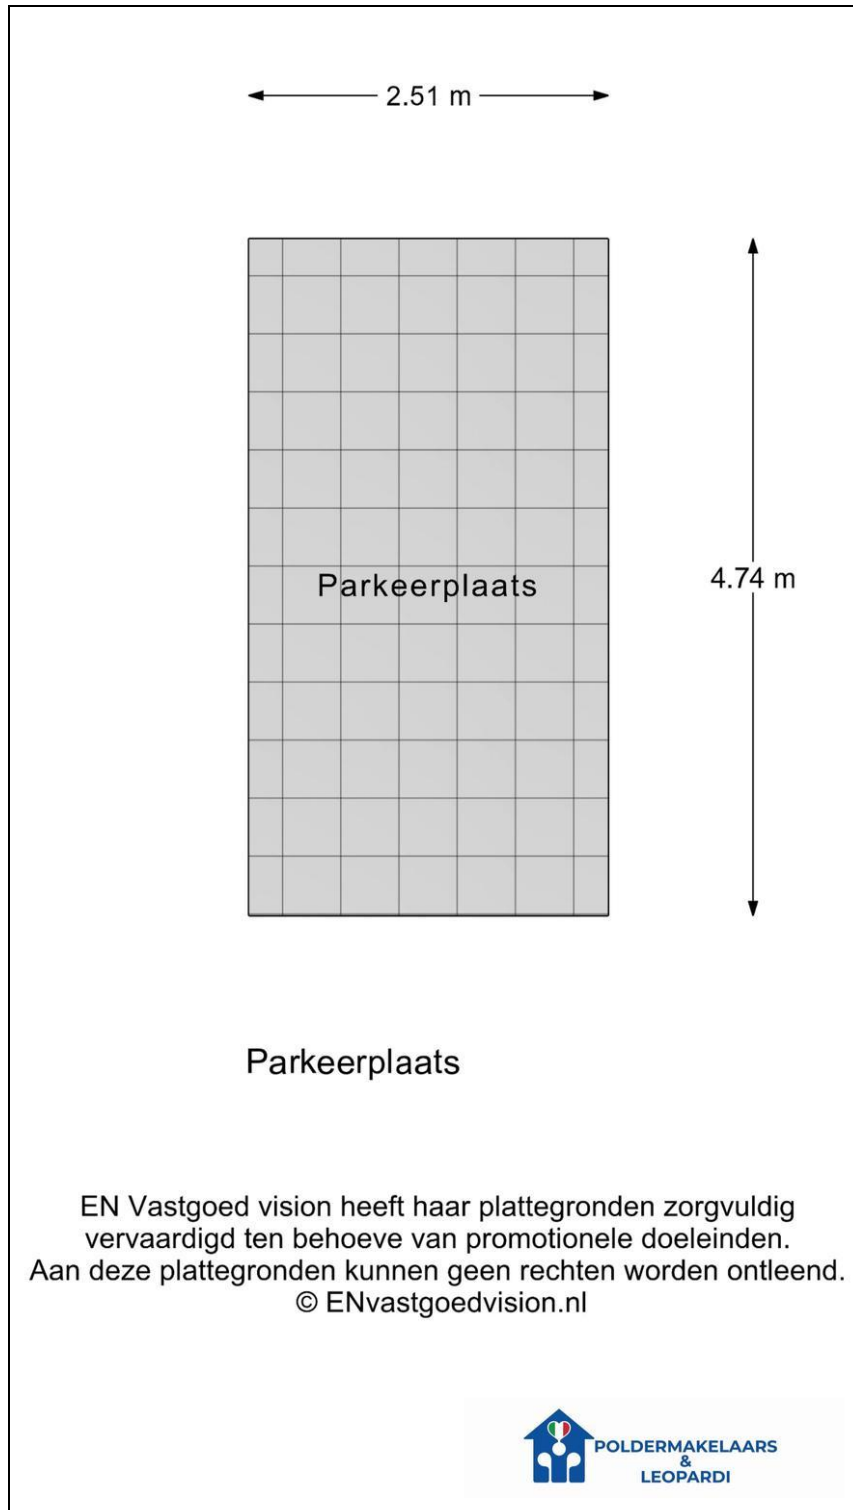 2.51 m
Parkeerplaats
4.74 m
Parkeerplaats
EN Vastgoed vision heeft haar plattegronden zorgvuldig
vervaardigd ten behoeve van promotionele doeleinden.
Aan deze plattegronden kunnen geen rechten worden ontleend.
© ENvastgoedvision.nl
POLDERMAKELAARS
&
LEOPARDI